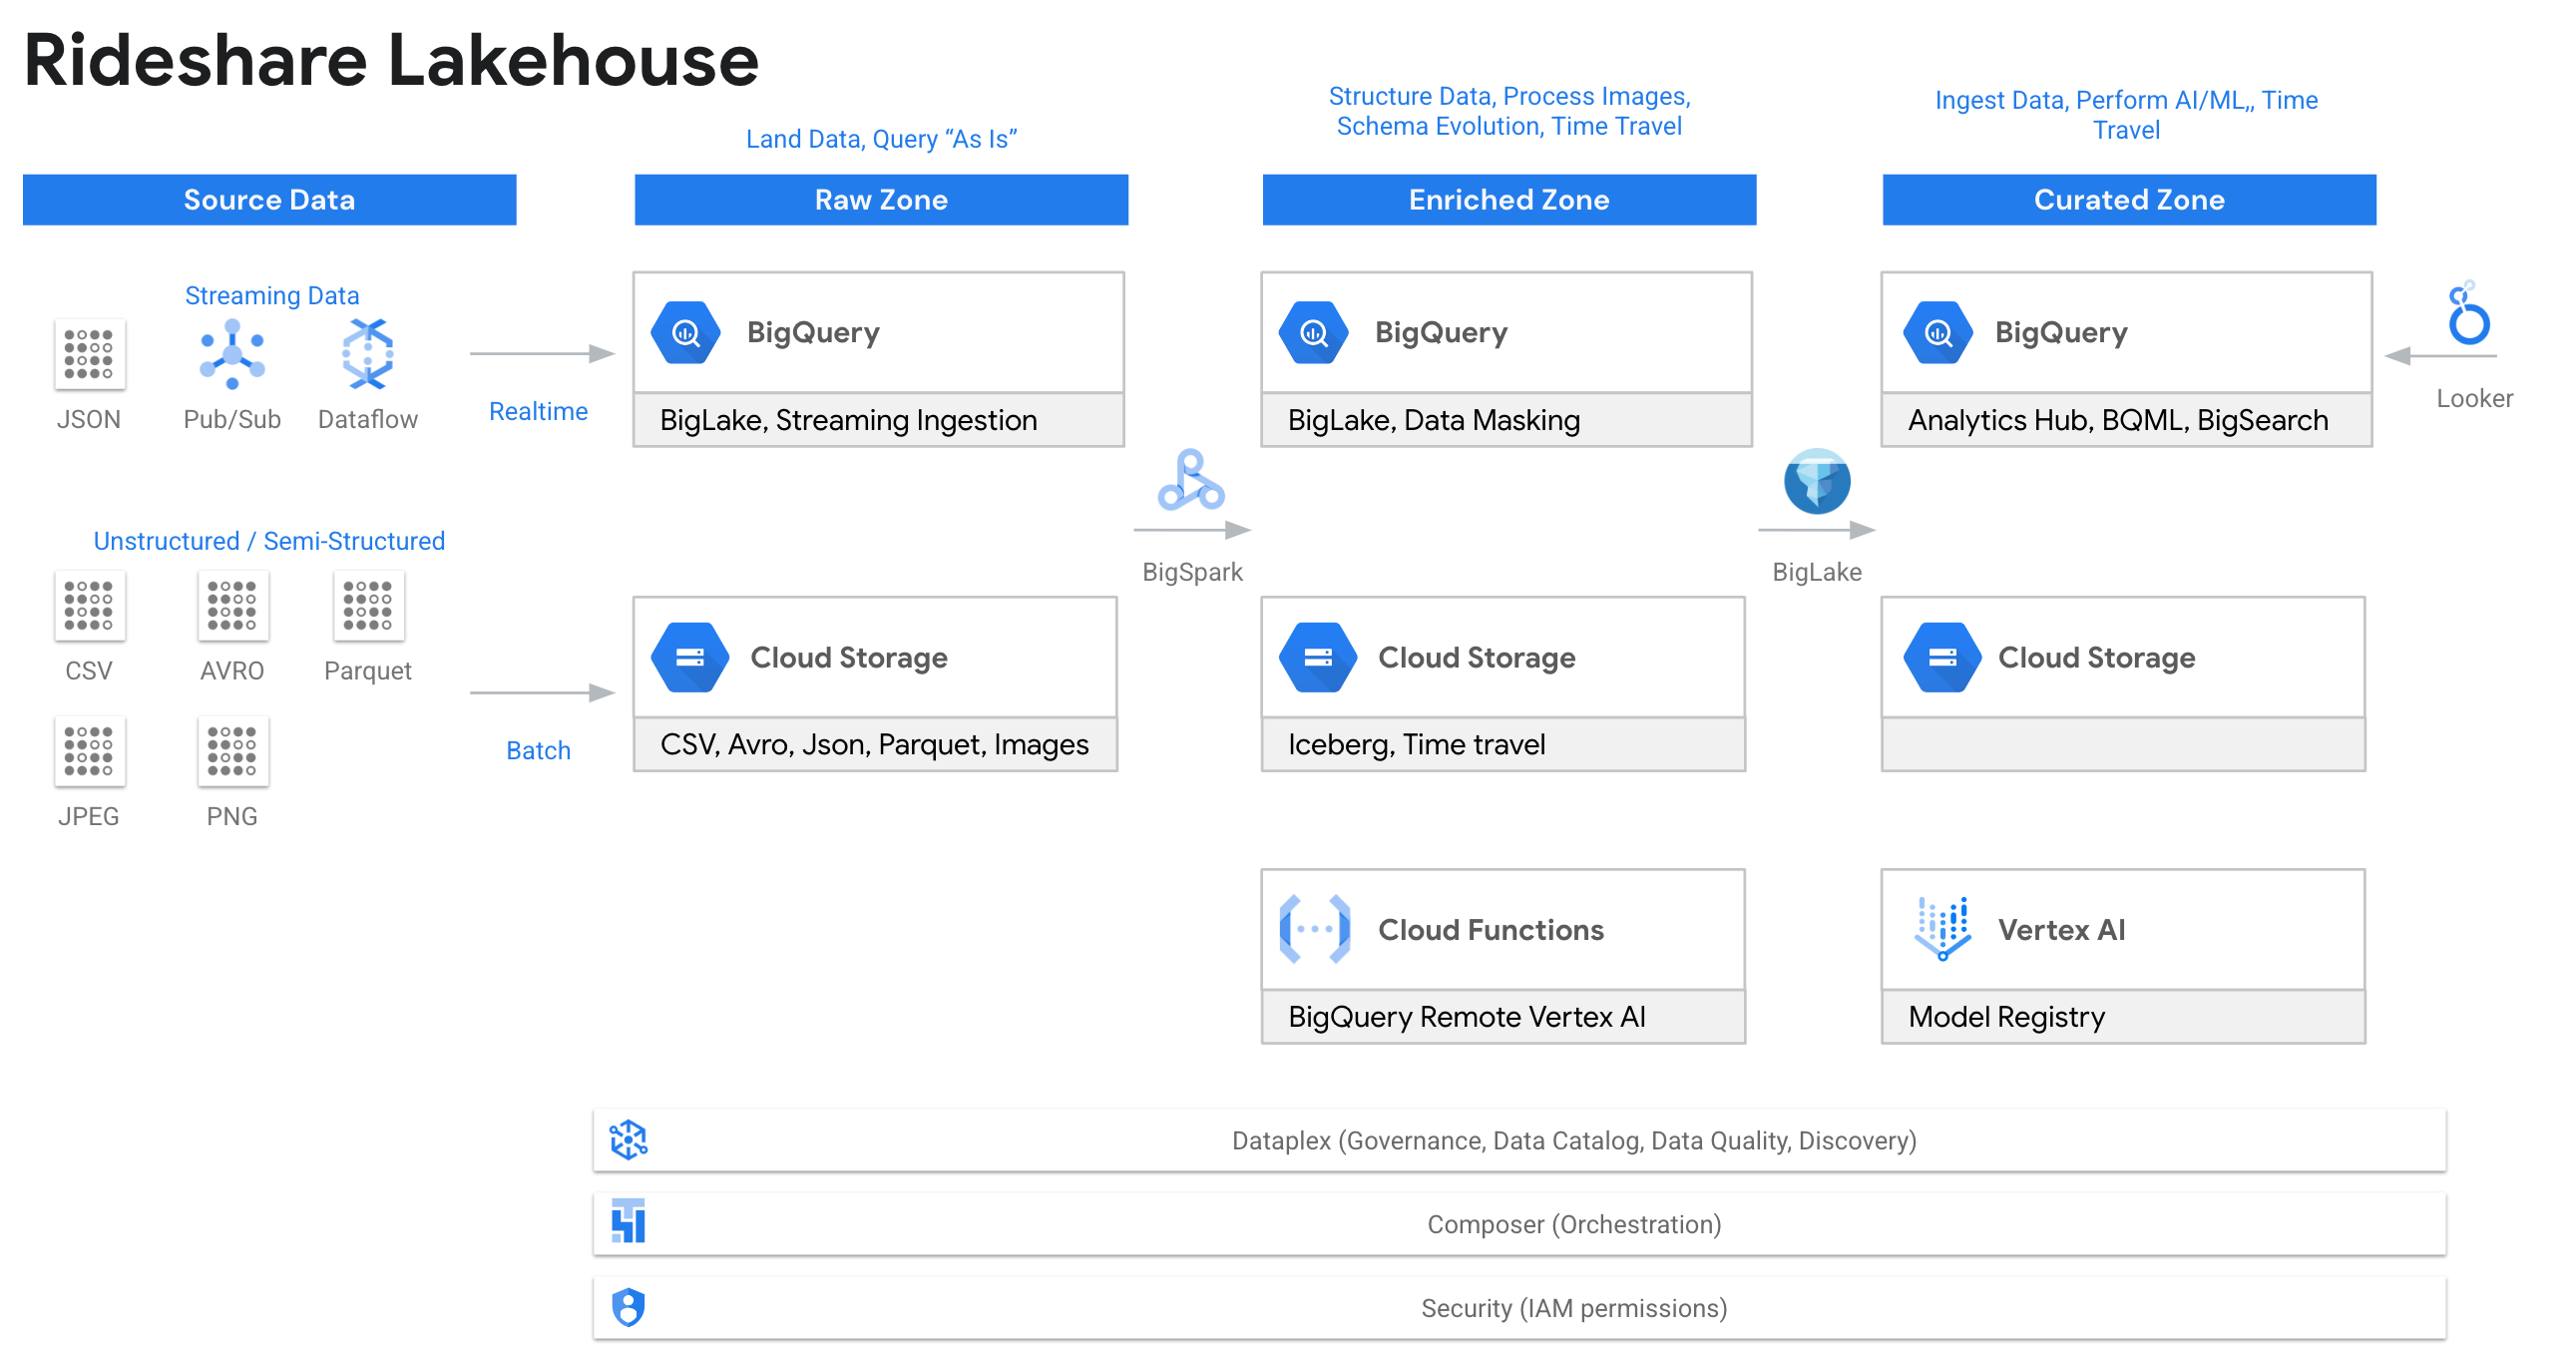 Rideshare Lakehouse
Land Data, Query “As Is”
Structure Data, Process Images,
Schema Evolution, Time Travel
Ingest Data, Perform AI/ML,, Time
Travel
Source Data
Raw Zone
Enriched Zone
Curated Zone
Streaming Data
JSON
Pub/Sub
Dataflow
Realtime
BigQuery
BigLake, Streaming Ingestion
BigQuery
BigLake, Data Masking
BigQuery
Analytics Hub, BQML, BigSearch
Looker
BigSpark
BigLake
Unstructured / Semi-Structured
CSV
AVRO
Parquet
JPEG
PNG
Batch
Cloud Storage
CSV, Avro, Json, Parquet, Images
Cloud Storage
Iceberg, Time travel
Cloud Storage
Cloud Functions
BigQuery Remote Vertex AI
Vertex AI
Model Registry
Dataplex (Governance, Data Catalog, Data Quality, Discovery)
Composer (Orchestration)
Security (IAM permissions)